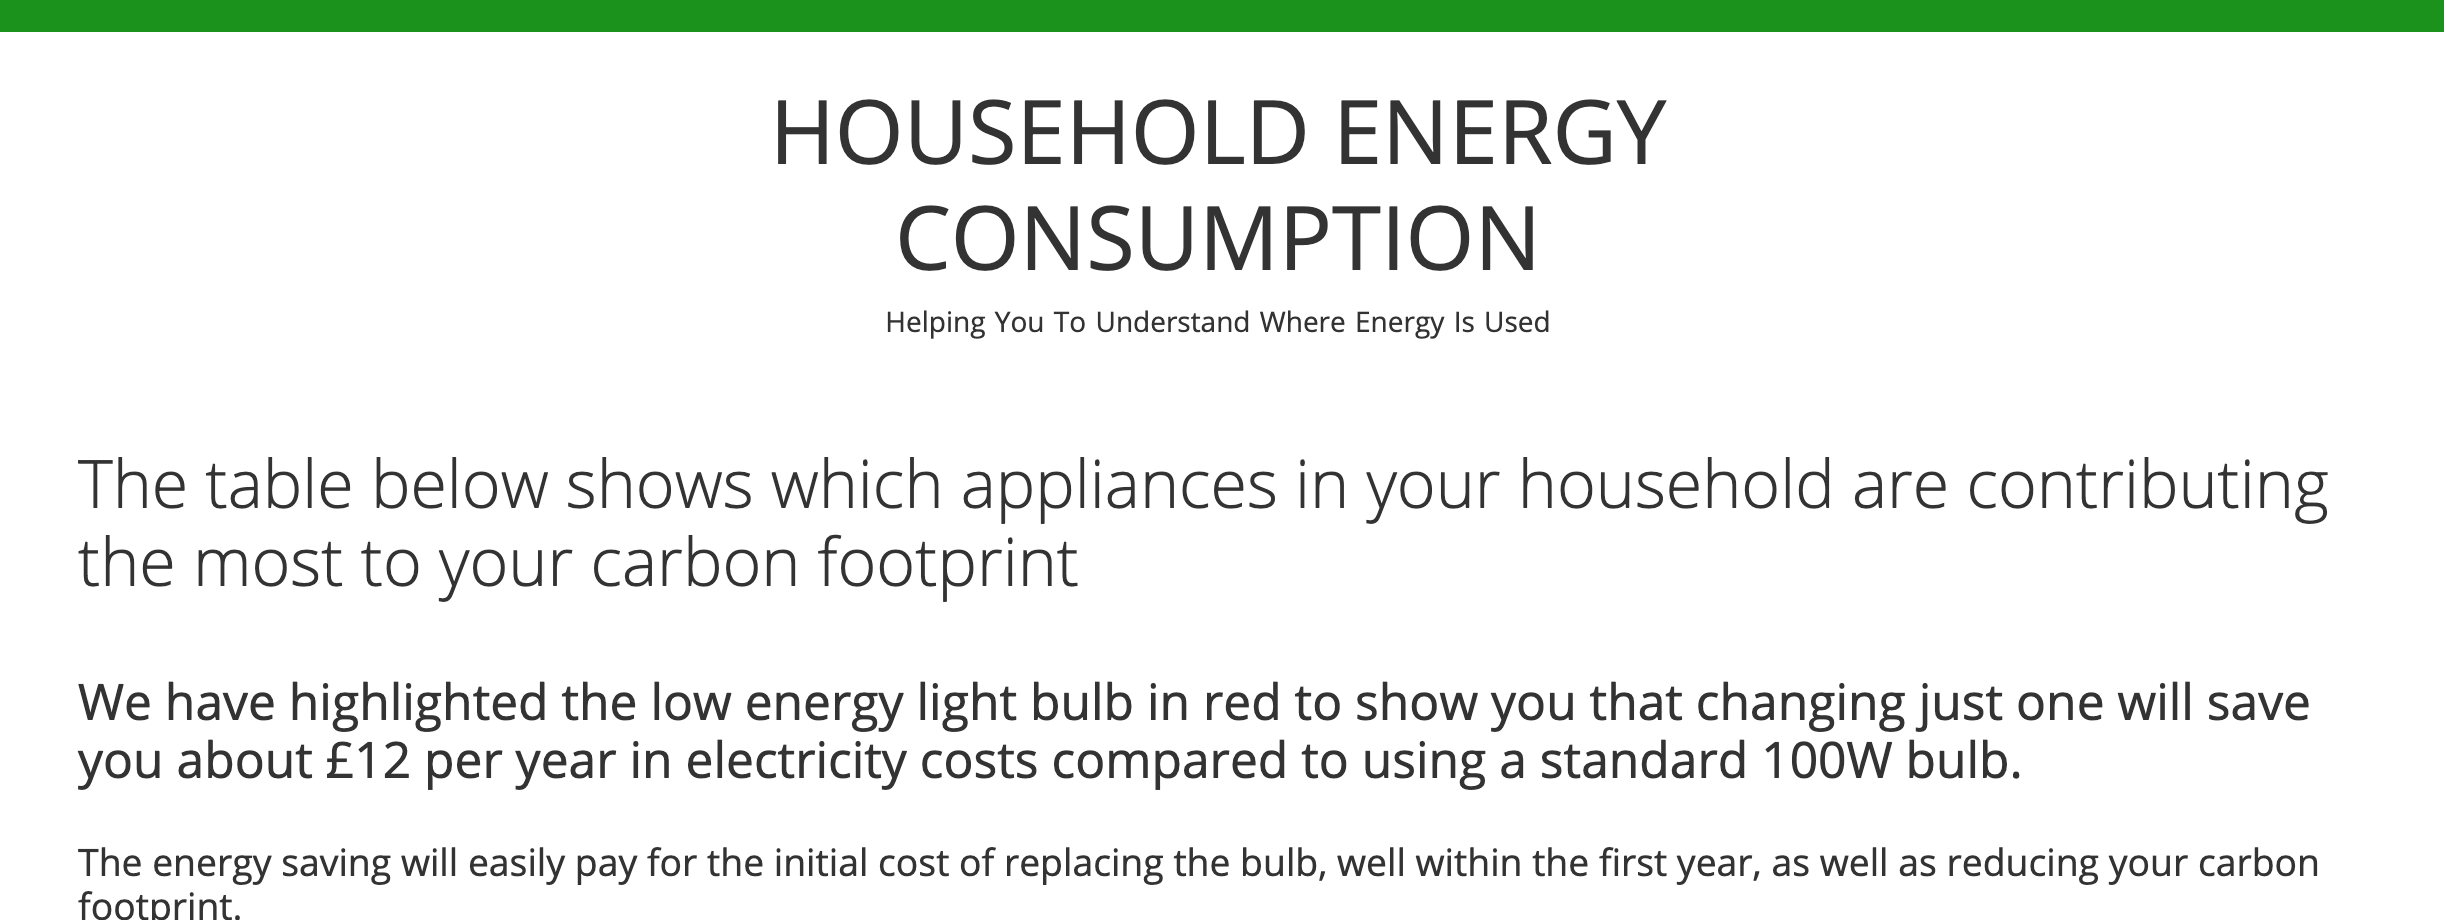 HOUSEHOLD ENERGY
CONSUMPTION
Helping You To Understand Where Energy Is Used
The table below shows which appliances in your household are contributing
the most to your carbon footprint
We have highlighted the low energy light bulb in red to show you that changing just one will save
you about £12 per year in electricity costs compared to using a standard 100W bulb.
The energy saving will easily pay for the initial cost of replacing the bulb, well within the first year, as well as reducing your carbon
footprint.